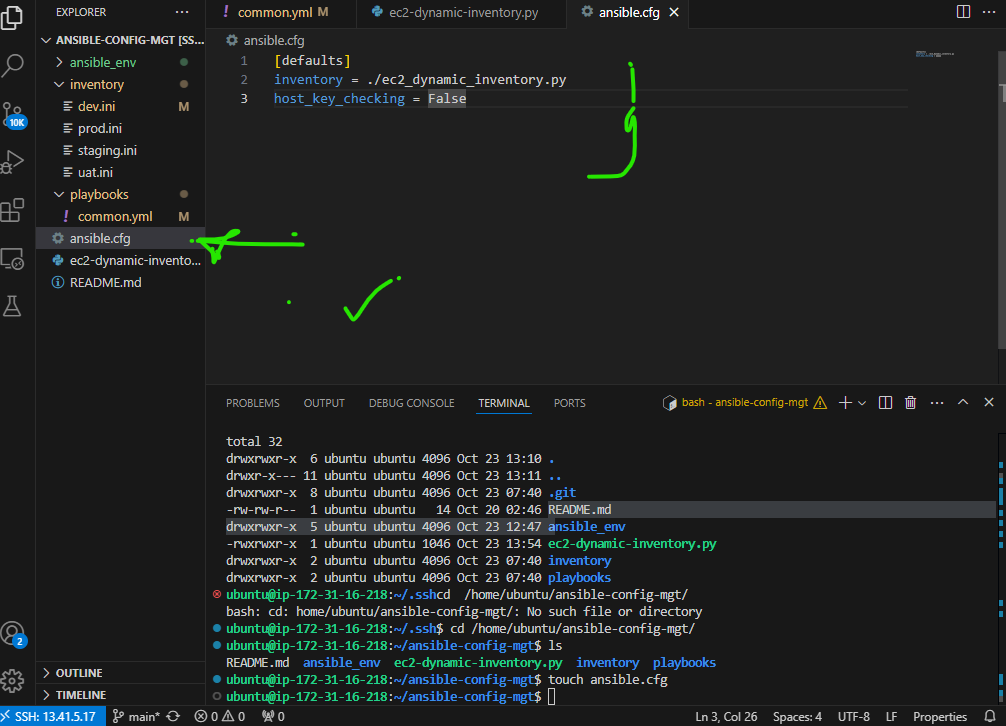 EXPLORER
···
! common.yml M
ec2-dynamic-inventory.py
ansible.cfg
ANSIBLE-CONFIG-MGT [SS...
ansible_env
inventory
dev.ini M
prod.ini
staging.ini
uat.ini
playbooks
! common.yml M
ansible.cfg
ec2-dynamic-invento...
README.md
OUTLINE
TIMELINE
10K
2
ansible.cfg
1 [defaults]
2 inventory = ./ec2_dynamic_inventory.py
3 host_key_checking = False
PROBLEMS OUTPUT DEBUG CONSOLE TERMINAL PORTS
bash - ansible-config-mgt
total 32
drwxrwxr-x  6 ubuntu ubuntu 4096 Oct 23 13:10 .
drwxr-x--- 11 ubuntu ubuntu 4096 Oct 23 13:11 ..
drwxrwxr-x  8 ubuntu ubuntu 4096 Oct 23 07:40 .git
-rw-rw-r--  1 ubuntu ubuntu   14 Oct 20 02:46 README.md
drwxrwxr-x  5 ubuntu ubuntu 4096 Oct 23 12:47 ansible_env
-rwxrwxr-x  1 ubuntu ubuntu 1046 Oct 23 13:54 ec2-dynamic-inventory.py
drwxrwxr-x  2 ubuntu ubuntu 4096 Oct 23 07:40 inventory
drwxrwxr-x  2 ubuntu ubuntu 4096 Oct 23 07:40 playbooks
ubuntu@ip-172-31-16-218:~/.sshcd  /home/ubuntu/ansible-config-mgt/
bash: cd: home/ubuntu/ansible-config-mgt/: No such file or directory
ubuntu@ip-172-31-16-218:~/.ssh$ cd /home/ubuntu/ansible-config-mgt/
ubuntu@ip-172-31-16-218:~/ansible-config-mgt$ ls
README.md  ansible_env  ec2-dynamic-inventory.py  inventory  playbooks
ubuntu@ip-172-31-16-218:~/ansible-config-mgt$ touch ansible.cfg
ubuntu@ip-172-31-16-218:~/ansible-config-mgt$
SSH: 13.41.5.17 main* 0 0 0 Ln 3, Col 26 Spaces: 4 UTF-8 LF Properties